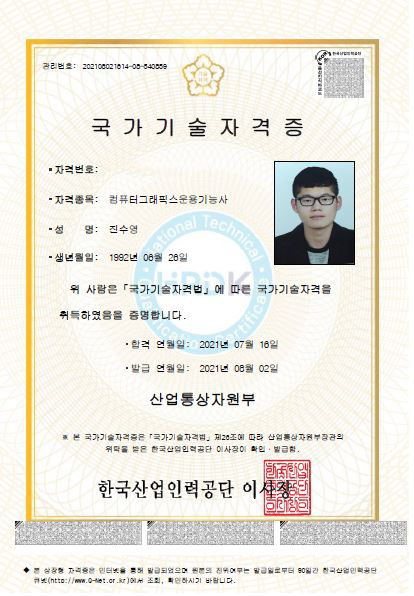 관리번호: 202108021614-08-540859
한국산업인력공단
국가기술자격증
▪자격번호:
▪자격종목: 컴퓨터그래픽스운용기능사
▪성 명: 진수영
▪생년월일: 1992년 06월 26일
위 사람은「국가기술자격법」에 따른 국가기술자격을
취득하였음을 증명합니다.
·합격 연월일: 2021년 07월 16일
·발급 연월일: 2021년 08월 02일
산업통상자원부
※ 본 국가기술자격증은「국가기술자격법」제26조에 따라 산업통상자원부장관의
위탁을 받은 한국산업인력공단 이사장이 확인·발급함.
한국산업인력공단 이사장
◆ 본 상장형 자격증은 인터넷을 통해 발급되었으며 원본의 진위여부는 발급일로부터 90일간 한국산업인력공단
큐넷(http://www.Q-Net.or.kr)에서 조회, 확인하시기 바랍니다.